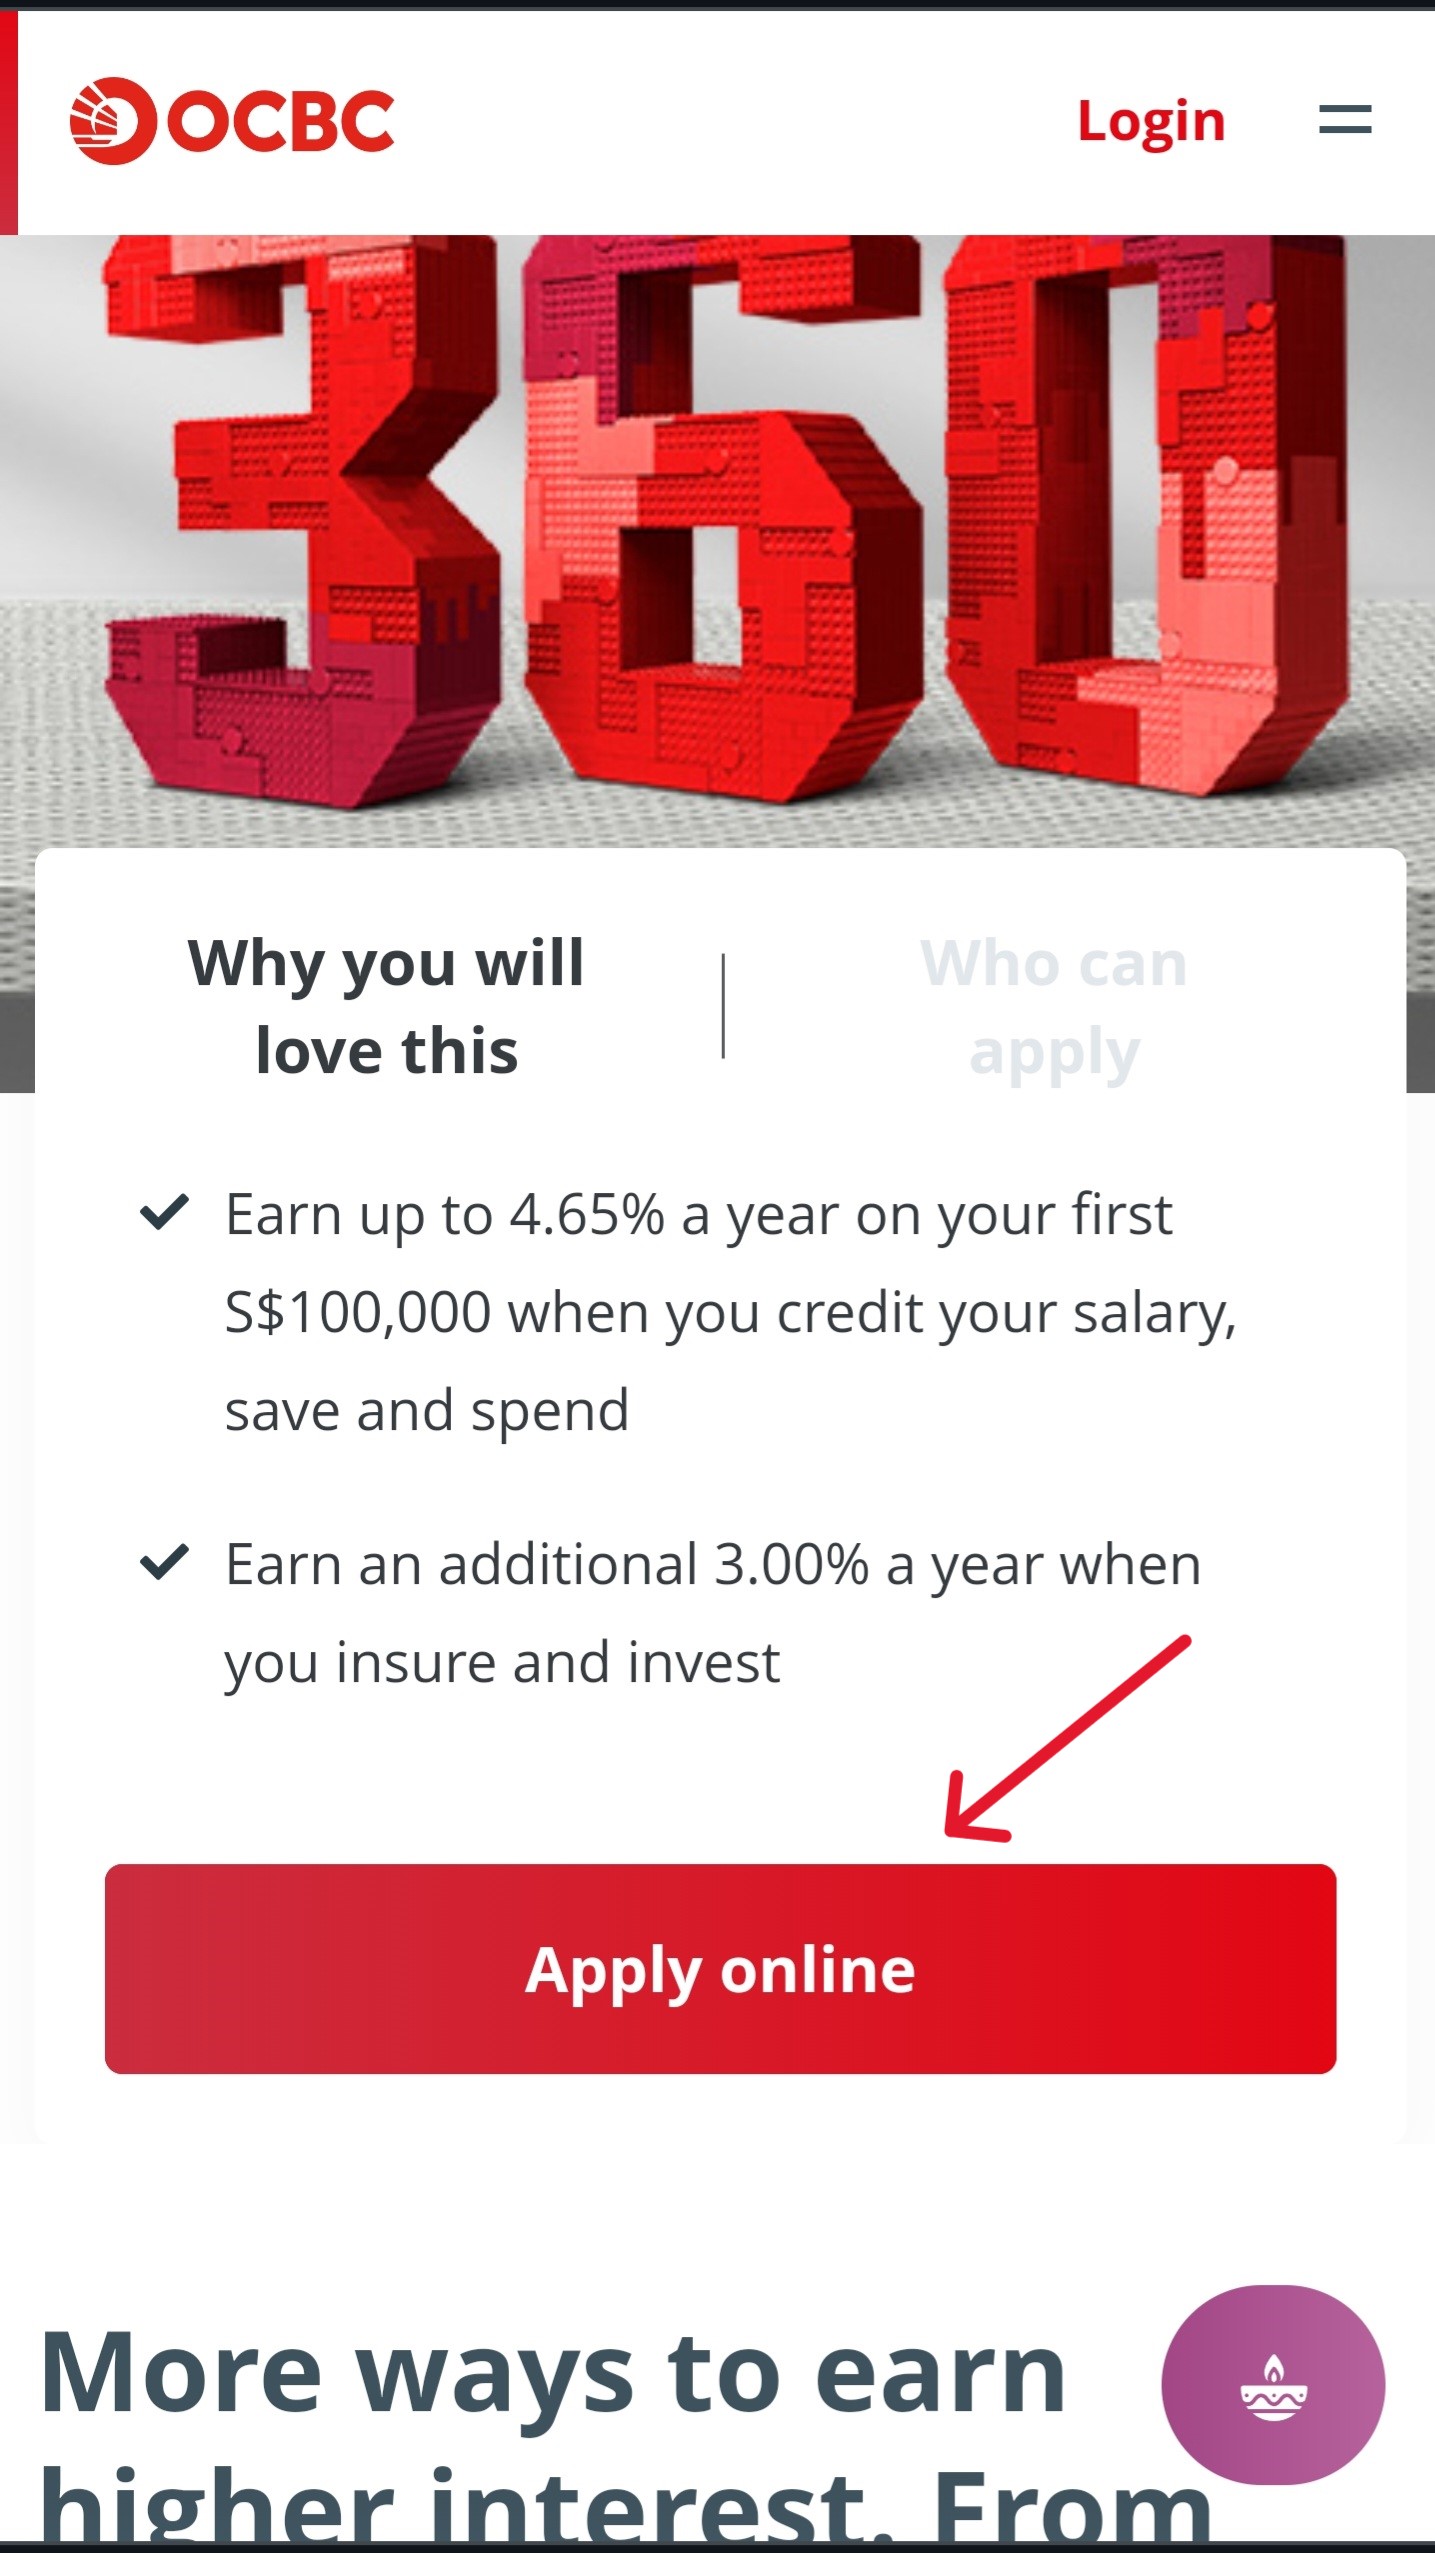 OCBC
Login
360
Why you will
love this
Who can
apply
Earn up to 4.65% a year on your first
S$100,000 when you credit your salary,
save and spend
Earn an additional 3.00% a year when
you insure and invest
Apply online
More ways to earn
higher interest. From